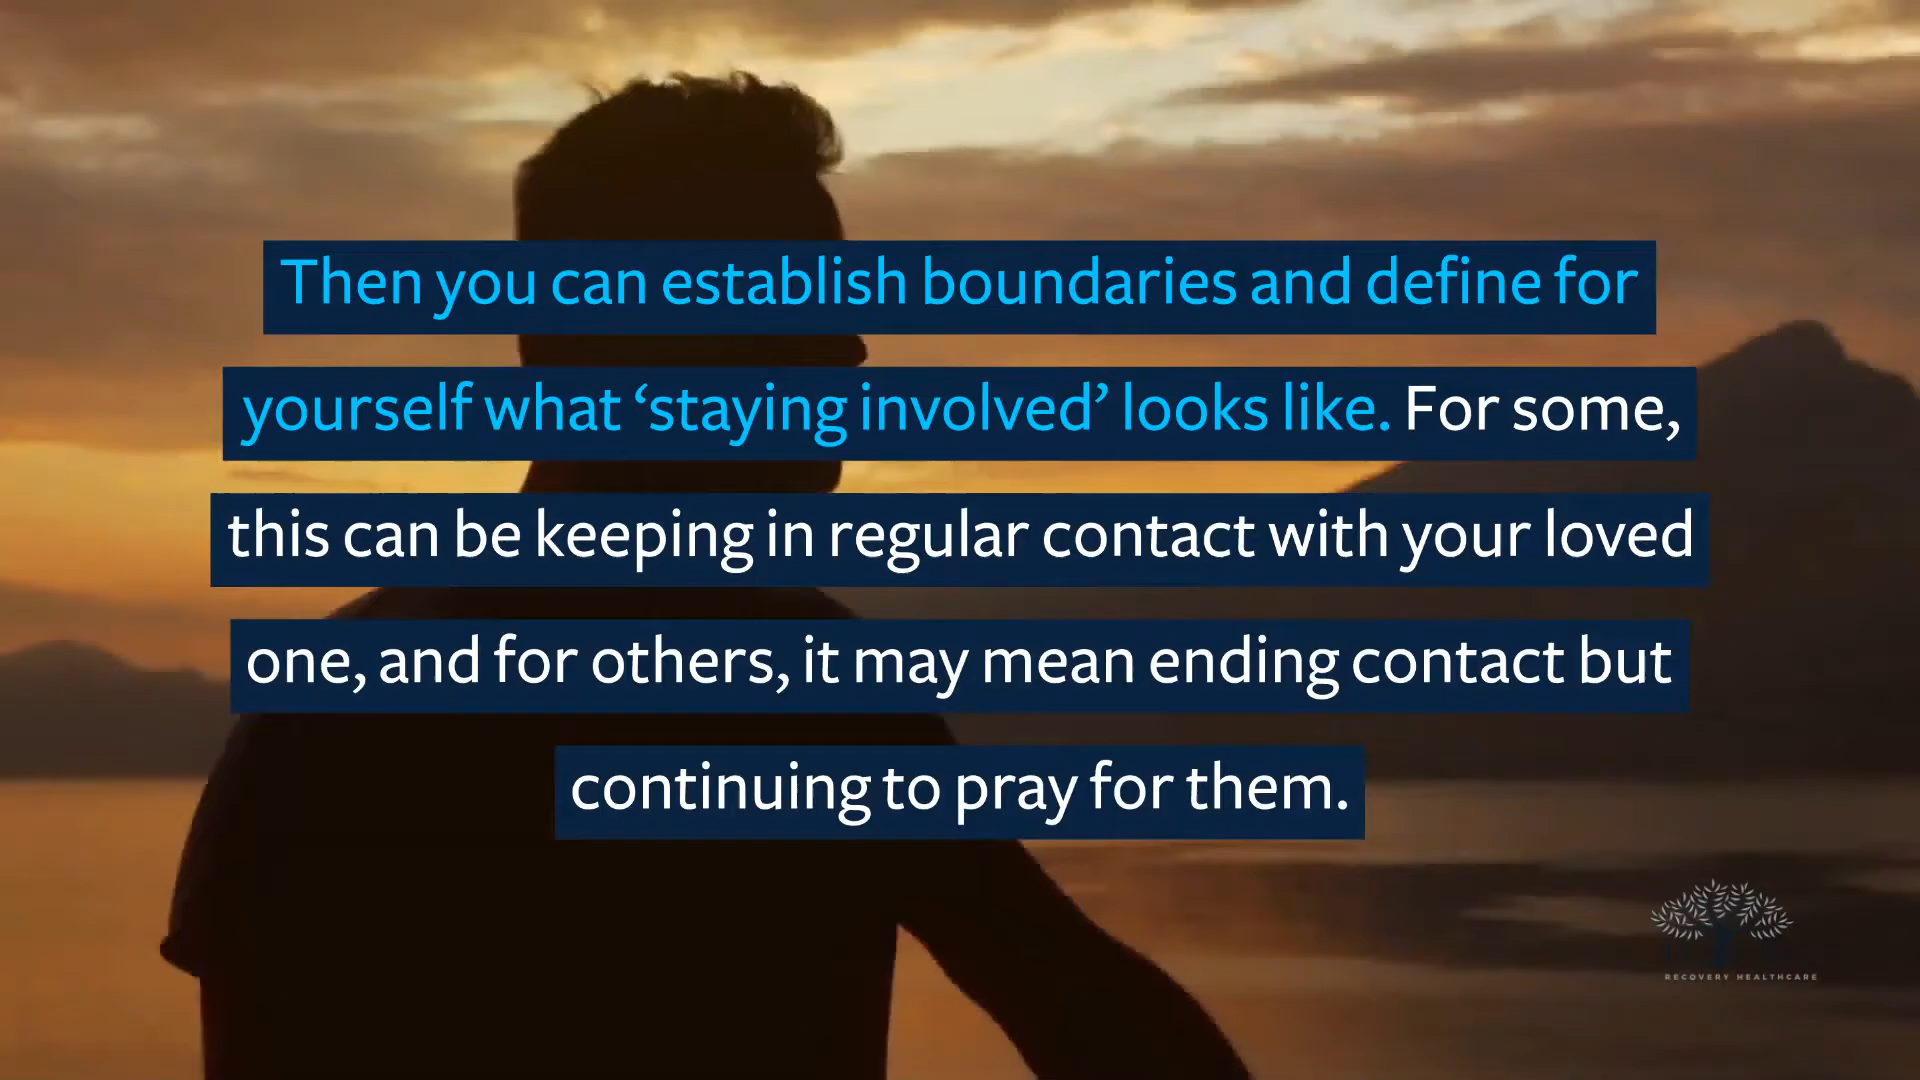 Then you can establish boundaries and define for
yourself what ‘staying involved’ looks like. For some,
this can be keeping in regular contact with your loved
one, and for others, it may mean ending contact but
continuing to pray for them.
RECOVERY HEALTHCARE